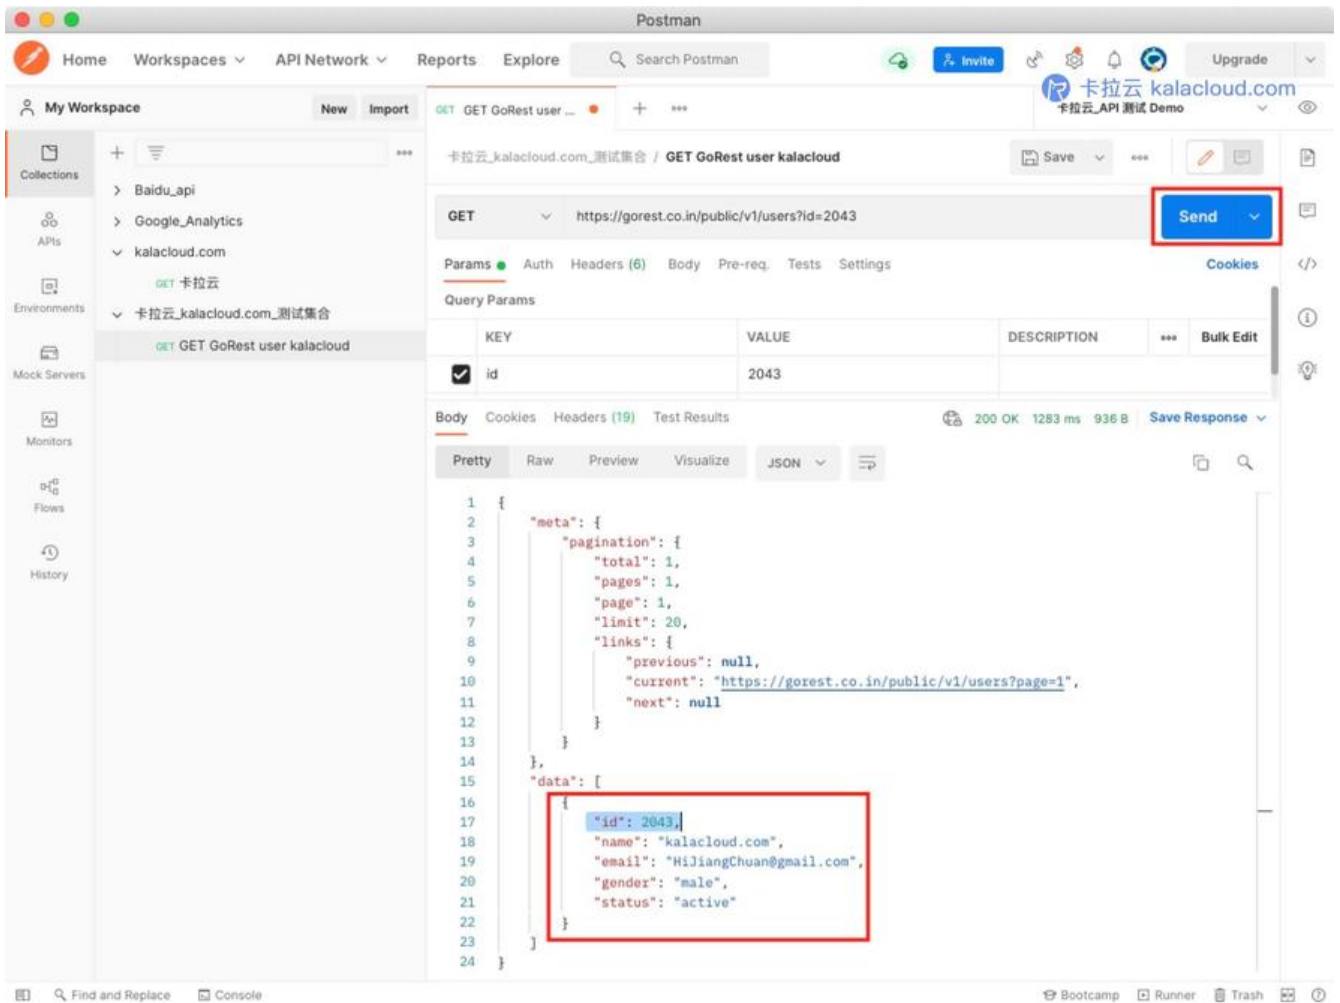 Postman
Home Workspaces API Network Reports Explore Search Postman Invite Upgrade
卡拉云 kalacloud.com
My Workspace New Import GET GET GoRest user ... 卡拉云_API 测试 Demo
Collections
APIs
Environments
Mock Servers
Monitors
Flows
History
Baidu_api
Google_Analytics
kalacloud.com
GET 卡拉云
卡拉云_kalacloud.com_测试集合
GET GET GoRest user kalacloud
卡拉云_kalacloud.com_测试集合 / GET GoRest user kalacloud Save
GET https://gorest.co.in/public/v1/users?id=2043 Send
Params Auth Headers (6) Body Pre-req. Tests Settings Cookies
Query Params
KEY VALUE DESCRIPTION Bulk Edit
id 2043
Body Cookies Headers (19) Test Results 200 OK 1283 ms 936 B Save Response
Pretty Raw Preview Visualize JSON
1 {
2 "meta": {
3 "pagination": {
4 "total": 1,
5 "pages": 1,
6 "page": 1,
7 "limit": 20,
8 "links": {
9 "previous": null,
10 "current": "https://gorest.co.in/public/v1/users?page=1",
11 "next": null
12 }
13 }
14 },
15 "data": [
16 {
17 "id": 2043,
18 "name": "kalacloud.com",
19 "email": "HiJiangChuan@gmail.com",
20 "gender": "male",
21 "status": "active"
22 }
23 ]
24 }
Find and Replace Console Bootcamp Runner Trash